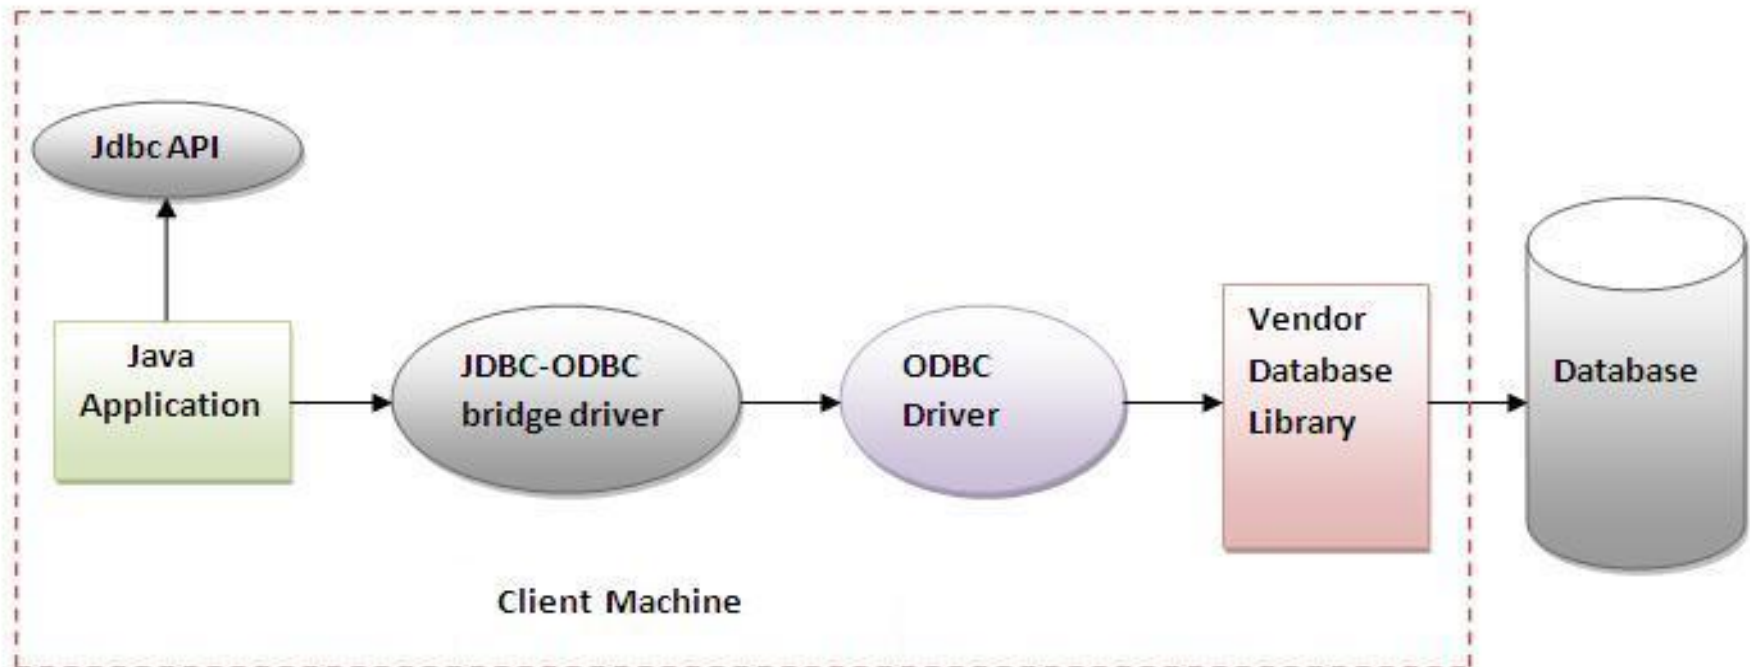 Jdbc API
Java
Application
JDBC-ODBC
bridge driver
ODBC
Driver
Vendor
Database
Library
Database
Client Machine